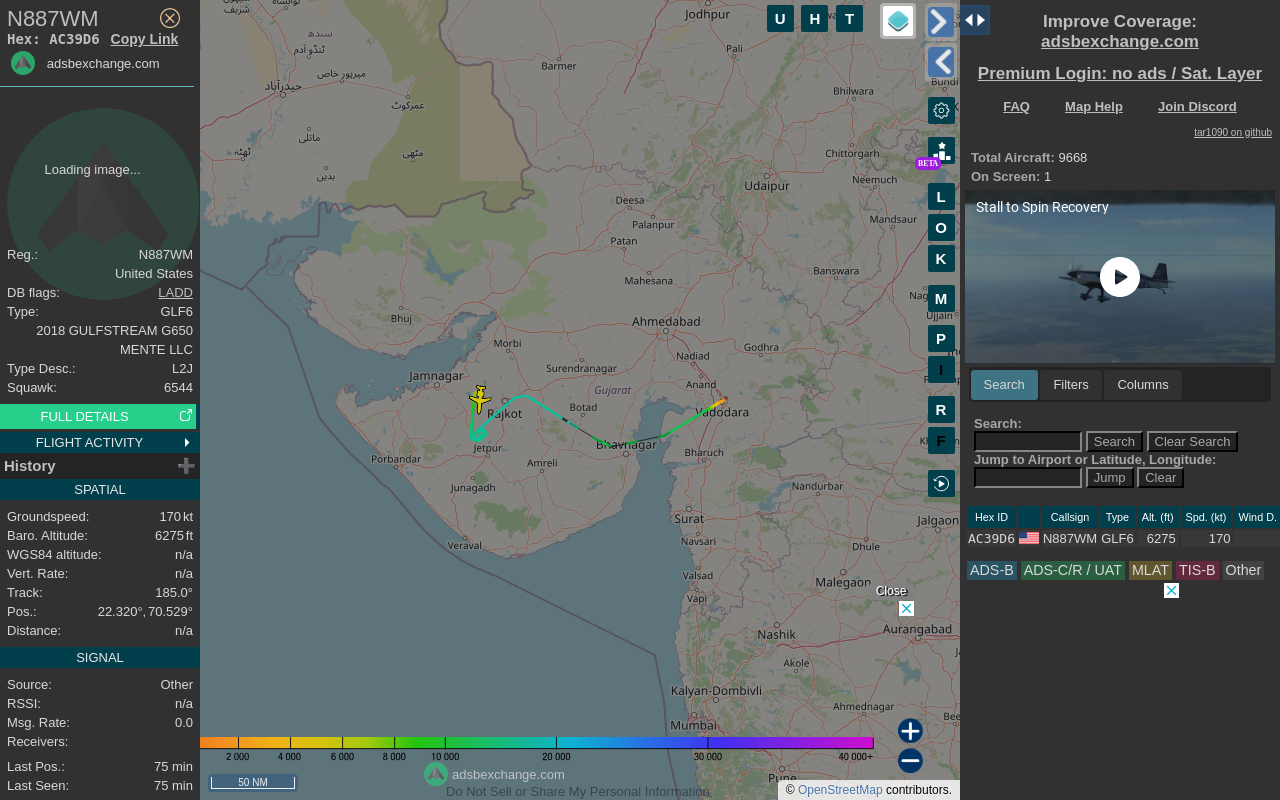 N887WM
Hex: AC39D6 Copy Link
adsbexchange.com
Loading image...
Reg.: N887WM
United States
DB flags: LADD
Type: GLF6
2018 GULFSTREAM G650
MENTE LLC
Type Desc.: L2J
Squawk: 6544
FULL DETAILS
FLIGHT ACTIVITY
History
SPATIAL
Groundspeed: 170 kt
Baro. Altitude: 6275 ft
WGS84 altitude: n/a
Vert. Rate: n/a
Track: 185.0°
Pos.: 22.320°, 70.529°
Distance: n/a
SIGNAL
Source: Other
RSSI: n/a
Msg. Rate: 0.0
Receivers:
Last Pos.: 75 min
Last Seen: 75 min
Jodhpur
Pali
Barmer
Bhilwara
Bundi
سندھ
ٹنڈو آدم
میرپور خاص
حیدرآباد
عمرکوٹ
ماتلی
ٹھٹہ
مٹھی
بدین
Chittorgarh
Neemuch
Udaipur
Mandsaur
Deesa
Palanpur
Patan
Mahesana
Banswara
Ujjain
Bhuj
Morbi
Ahmedabad
Godhra
Nadiad
Surendranagar
Jamnagar
Gujarat
Anand
Rajkot
Botad
Vadodara
Jetpur
Bhavnagar
Porbandar
Amreli
Bharuch
Junagadh
Nandurbar
Surat
Jalgaon
Veraval
Navsari
Dhule
Valsad
Malegaon
Vapi
Nashik
Aurangabad
Akole
Kalyan-Dombivli
Ahmednagar
Mumbai
Pune
U H T
L
O
K
M
P
I
R
F
BETA
Close
2 000 4 000 6 000 8 000 10 000 20 000 30 000 40 000+
50 NM
adsbexchange.com
Do Not Sell or Share My Personal Information
© OpenStreetMap contributors.
Improve Coverage:
adsbexchange.com
Premium Login: no ads / Sat. Layer
FAQ Map Help Join Discord
tar1090 on github
Total Aircraft: 9668
On Screen: 1
Stall to Spin Recovery
Search Filters Columns
Search:
Search Clear Search
Jump to Airport or Latitude, Longitude:
Jump Clear
Hex ID Callsign Type Alt. (ft) Spd. (kt) Wind D.
AC39D6 N887WM GLF6 6275 170
ADS-B ADS-C/R / UAT MLAT TIS-B Other